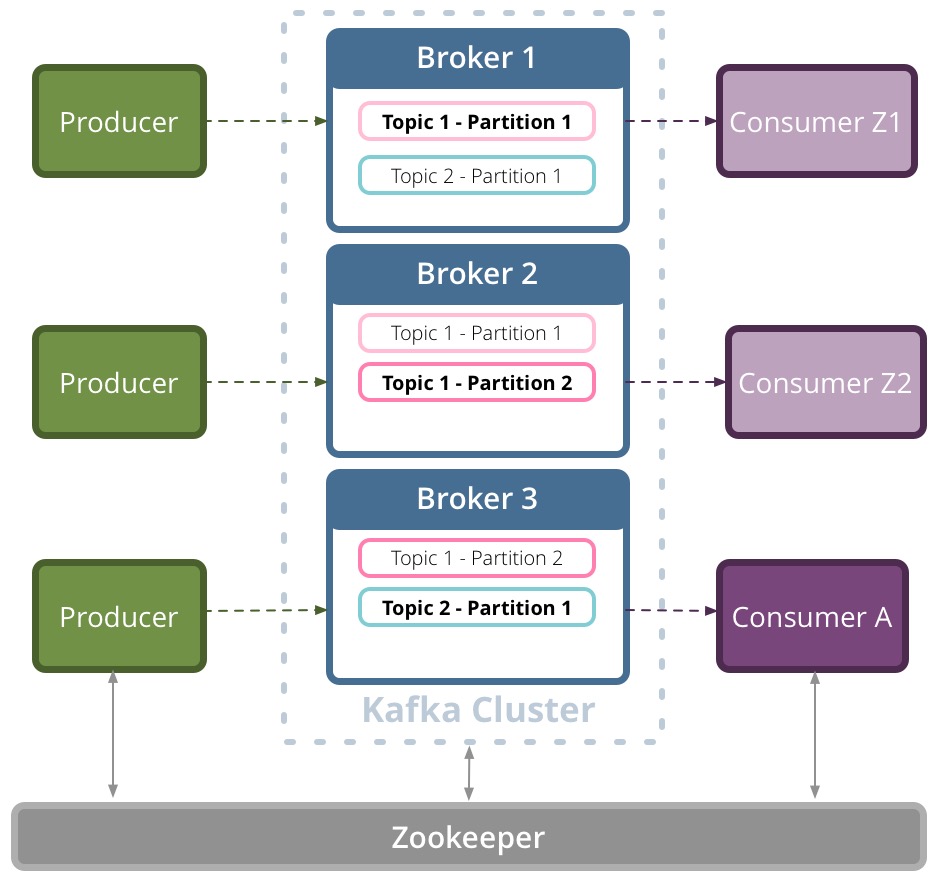 Broker 1
Producer
Topic 1 - Partition 1
Consumer Z1
Topic 2 - Partition 1
Broker 2
Topic 1 - Partition 1
Producer
Topic 1 - Partition 2
Consumer Z2
Broker 3
Topic 1 - Partition 2
Producer
Topic 2 - Partition 1
Consumer A
Kafka Cluster
Zookeeper